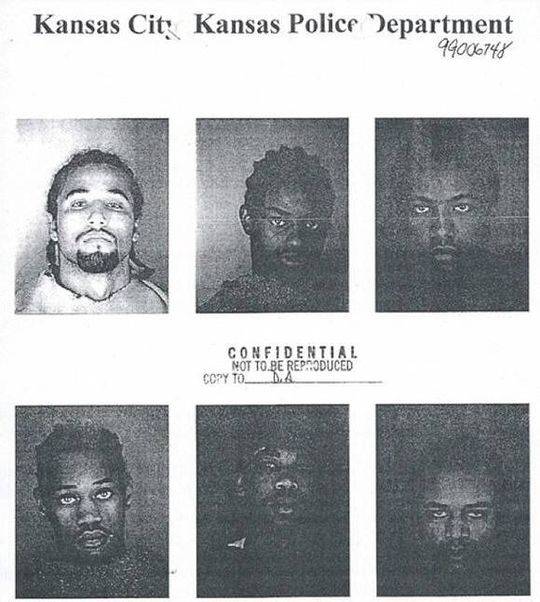 Kansas City Kansas Police Department
99006748
CONFIDENTIAL
NOT TO BE REPRODUCED
COPY TO D.A